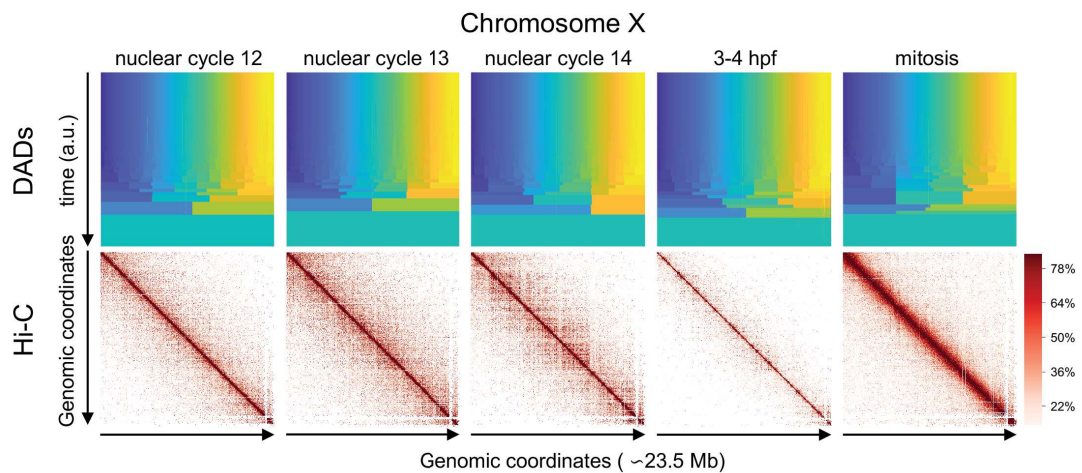 Chromosome X
nuclear cycle 12
nuclear cycle 13
nuclear cycle 14
3-4 hpf
mitosis
DADs
time (a.u.)
Hi-C
Genomic coordinates
78%
64%
50%
36%
22%
Genomic coordinates ( ∽23.5 Mb)